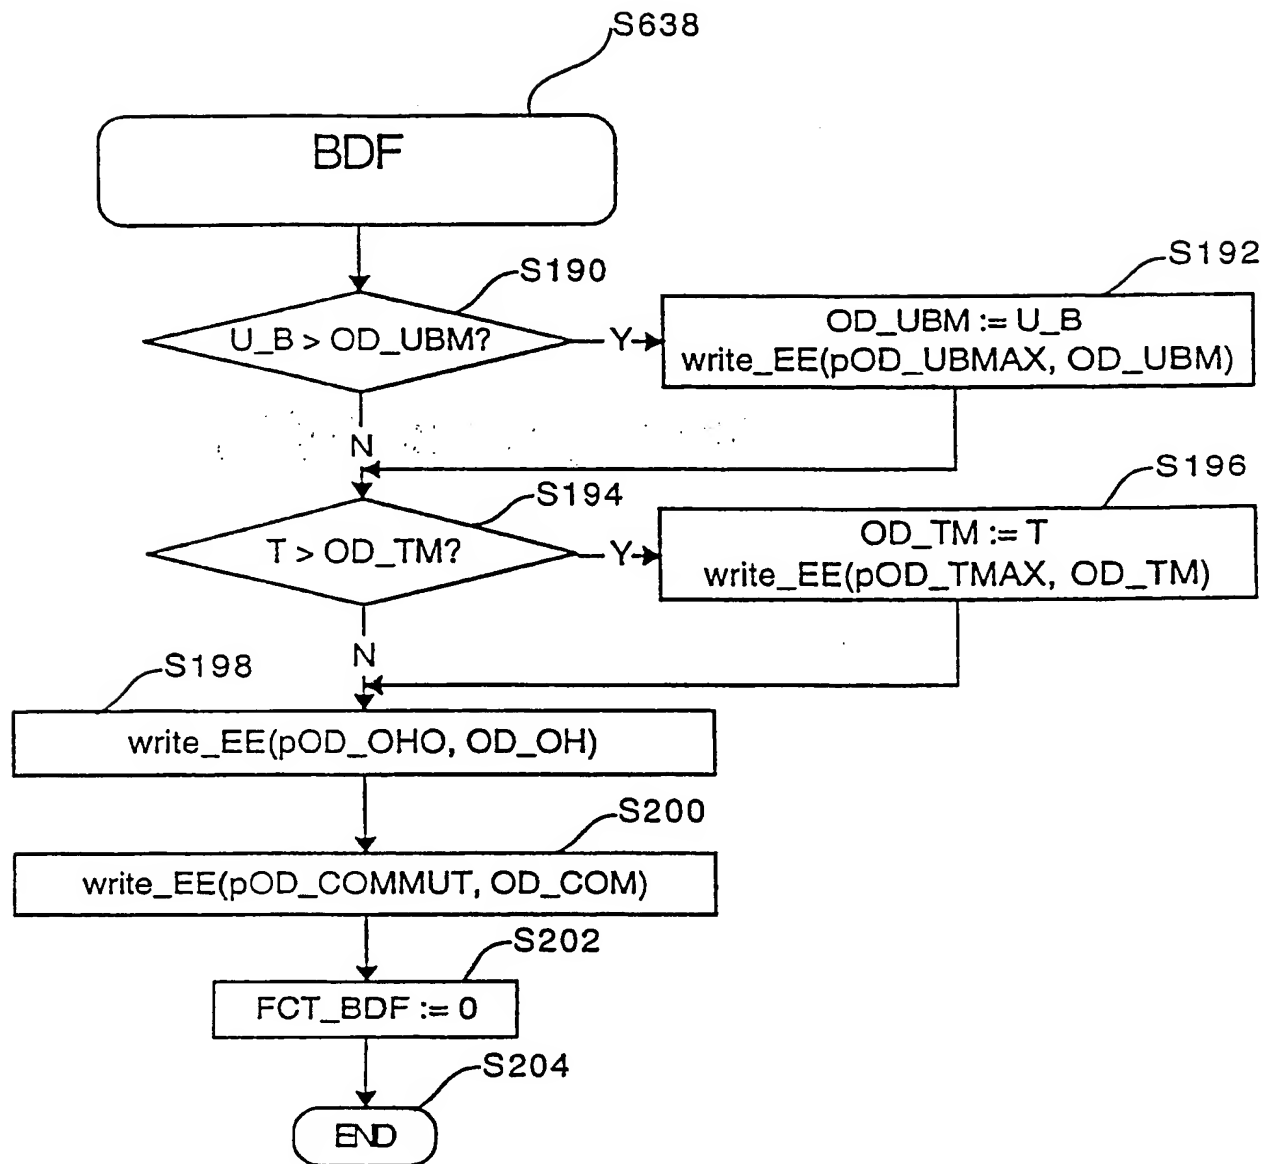 S638
BDF
S190
U_B > OD_UBM?
Y
S192
OD_UBM := U_B
write_EE(pOD_UBMAX, OD_UBM)
N
S194
T > OD_TM?
Y
S196
OD_TM := T
write_EE(pOD_TMAX, OD_TM)
N
S198
write_EE(pOD_OHO, OD_OH)
S200
write_EE(pOD_COMMUT, OD_COM)
S202
FCT_BDF := 0
S204
END